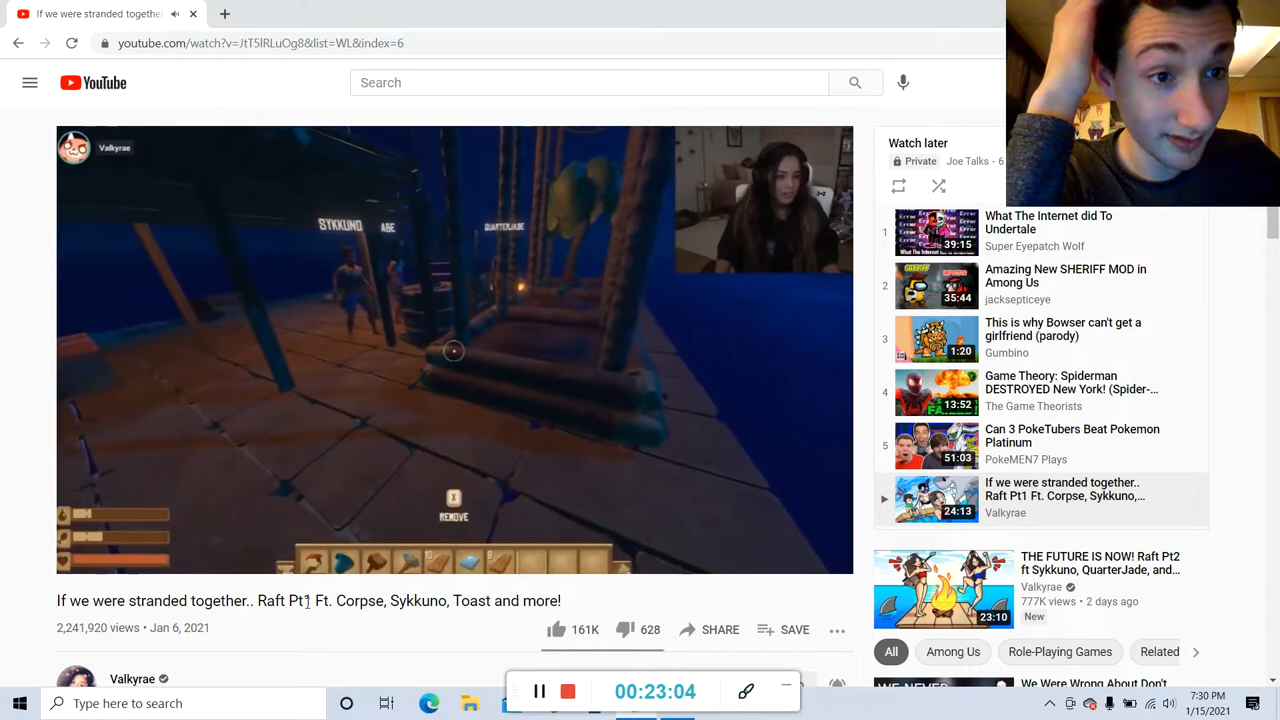 If we were stranded together
youtube.com/watch?v=JtT5lRLuOg8&list=WL&index=6
YouTube
Search
Valkyrae
SYKKUNO
ABE
QUARTERJADE
X
REMOVE
10
9
If we were stranded together.. Raft Pt1 Ft. Corpse, Sykkuno, Toast and more!
2,241,920 views • Jan 6, 2021
161K
628
SHARE
SAVE
Valkyrae
Watch later
Private
Joe Talks - 6
1
39:15
What The Internet did To
Undertale
Super Eyepatch Wolf
2
35:44
Amazing New SHERIFF MOD in
Among Us
jacksepticeye
3
1:20
This is why Bowser can't get a
girlfriend (parody)
Gumbino
4
13:52
Game Theory: Spiderman
DESTROYED New York! (Spider-...
The Game Theorists
5
51:03
Can 3 PokeTubers Beat Pokemon
Platinum
PokeMEN7 Plays
24:13
If we were stranded together..
Raft Pt1 Ft. Corpse, Sykkuno,...
Valkyrae
23:10
THE FUTURE IS NOW! Raft Pt2
ft Sykkuno, QuarterJade, and...
Valkyrae
777K views • 2 days ago
New
All
Among Us
Role-Playing Games
Related
We Were Wrong About Don't
00:23:04
Type here to search
7:30 PM
1/15/2021